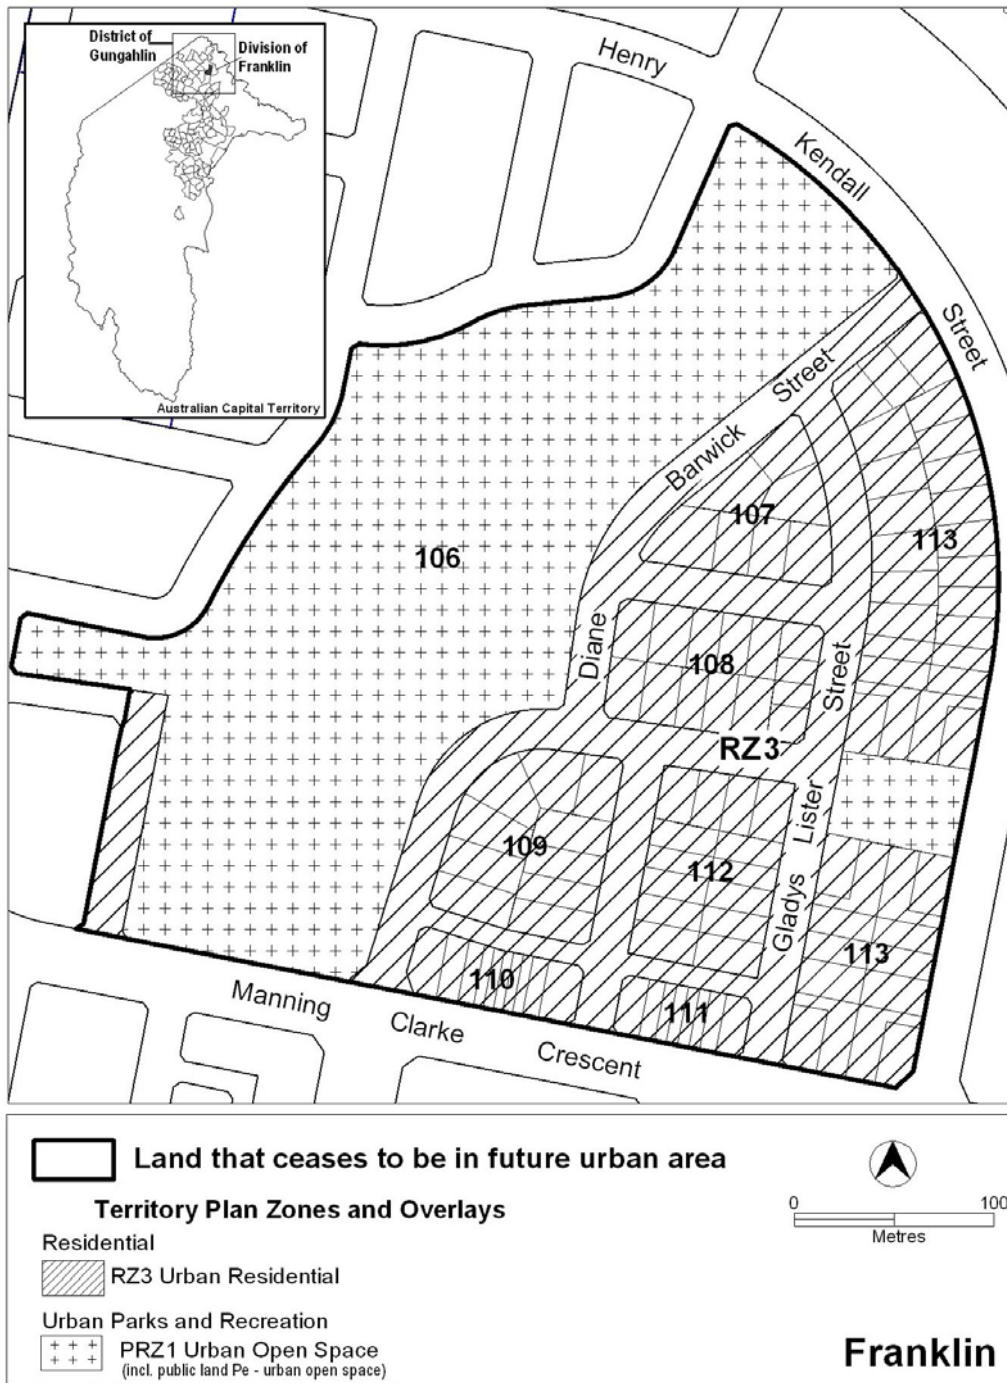 District of
Gungahlin
Division of
Franklin
Australian Capital Territory
Henry
Kendall
Street
Barwick
Street
107
113
106
Diane
108
Street
RZ3
Lister
109
112
Gladys
113
110
111
Manning
Clarke
Crescent
Land that ceases to be in future urban area
Territory Plan Zones and Overlays
Residential
RZ3 Urban Residential
Urban Parks and Recreation
PRZ1 Urban Open Space
(incl. public land Pe - urban open space)
0 100
Metres
Franklin